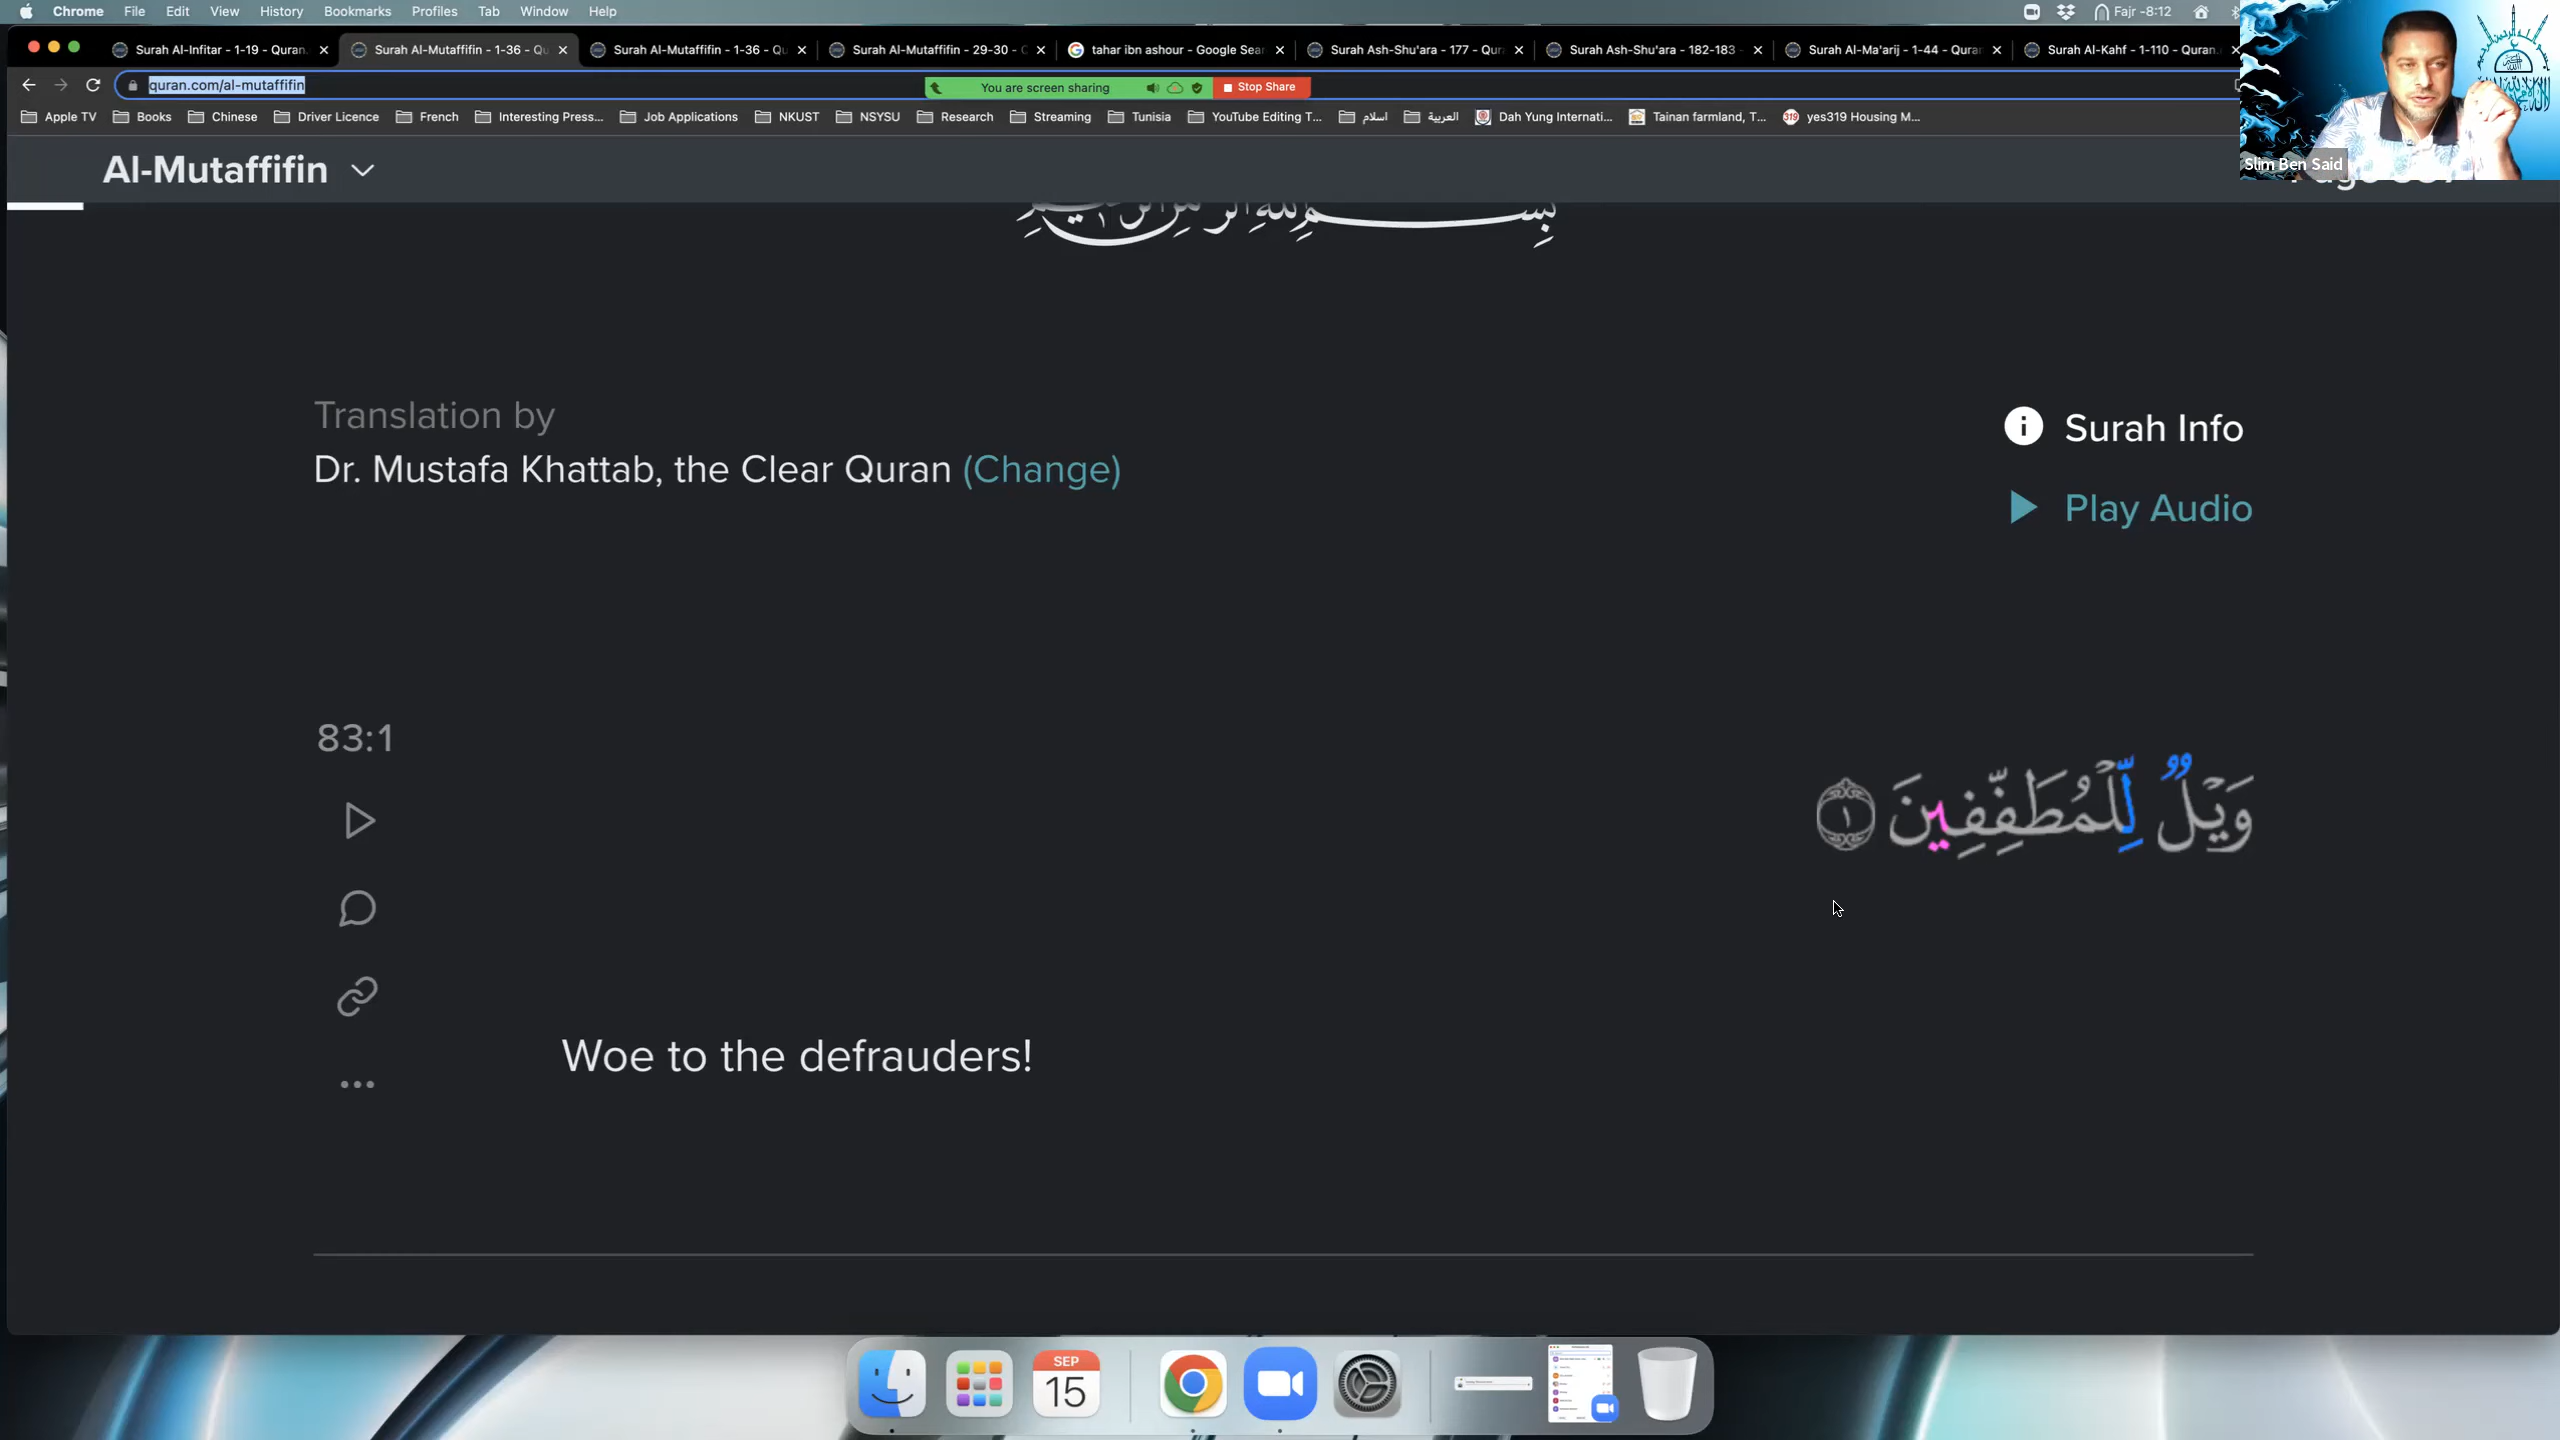 Chrome File Edit View History Bookmarks Profiles Tab Window Help Fajr -8:12
Surah Al-Infitar - 1-19 - Quran. Surah Al-Mutaffifin - 1-36 - Qu Surah Al-Mutaffifin - 1-36 - Qu Surah Al-Mutaffifin - 29-30 - tahar ibn ashour - Google Sea Surah Ash-Shu'ara - 177 - Qur Surah Ash-Shu'ara - 182-183 - Surah Al-Ma'arij - 1-44 - Quran Surah Al-Kahf - 1-110 - Quran.
quran.com/al-mutaffifin You are screen sharing Stop Share
Apple TV Books Chinese Driver Licence French Interesting Press... Job Applications NKUST NSYSU Research Streaming Tunisia YouTube Editing T... اسلام العربية Dah Yung Internati... Tainan farmland, T... yes319 Housing M...
Slim Ben Said
Al-Mutaffifin
Translation by
Dr. Mustafa Khattab, the Clear Quran (Change)
Surah Info
Play Audio
83:1
وَيْلٌ لِّلْمُطَفِّفِينَ ١
Woe to the defrauders!
SEP
15